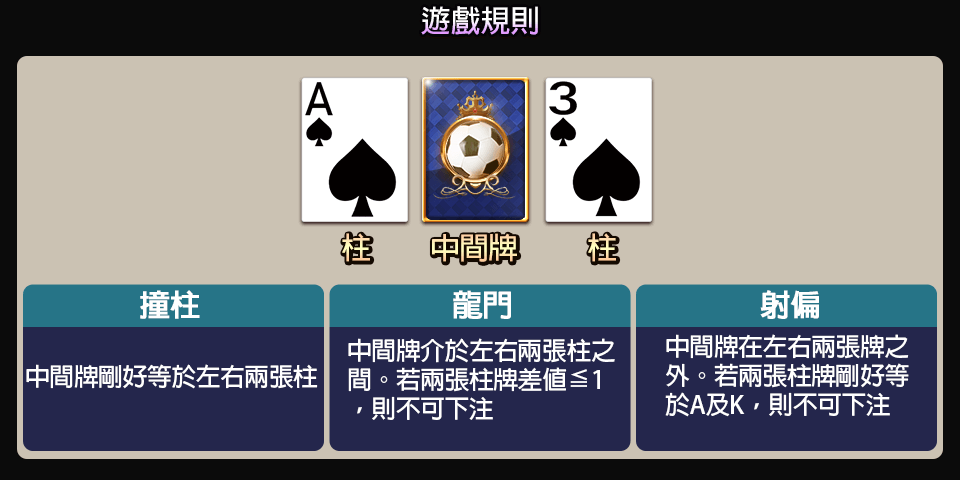 遊戲規則
A
3
柱
中間牌
柱
撞柱
龍門
射偏
中間牌剛好等於左右兩張柱
中間牌介於左右兩張柱之
間。若兩張柱牌差值≦1
，則不可下注
中間牌在左右兩張牌之
外。若兩張柱牌剛好等
於A及K，則不可下注